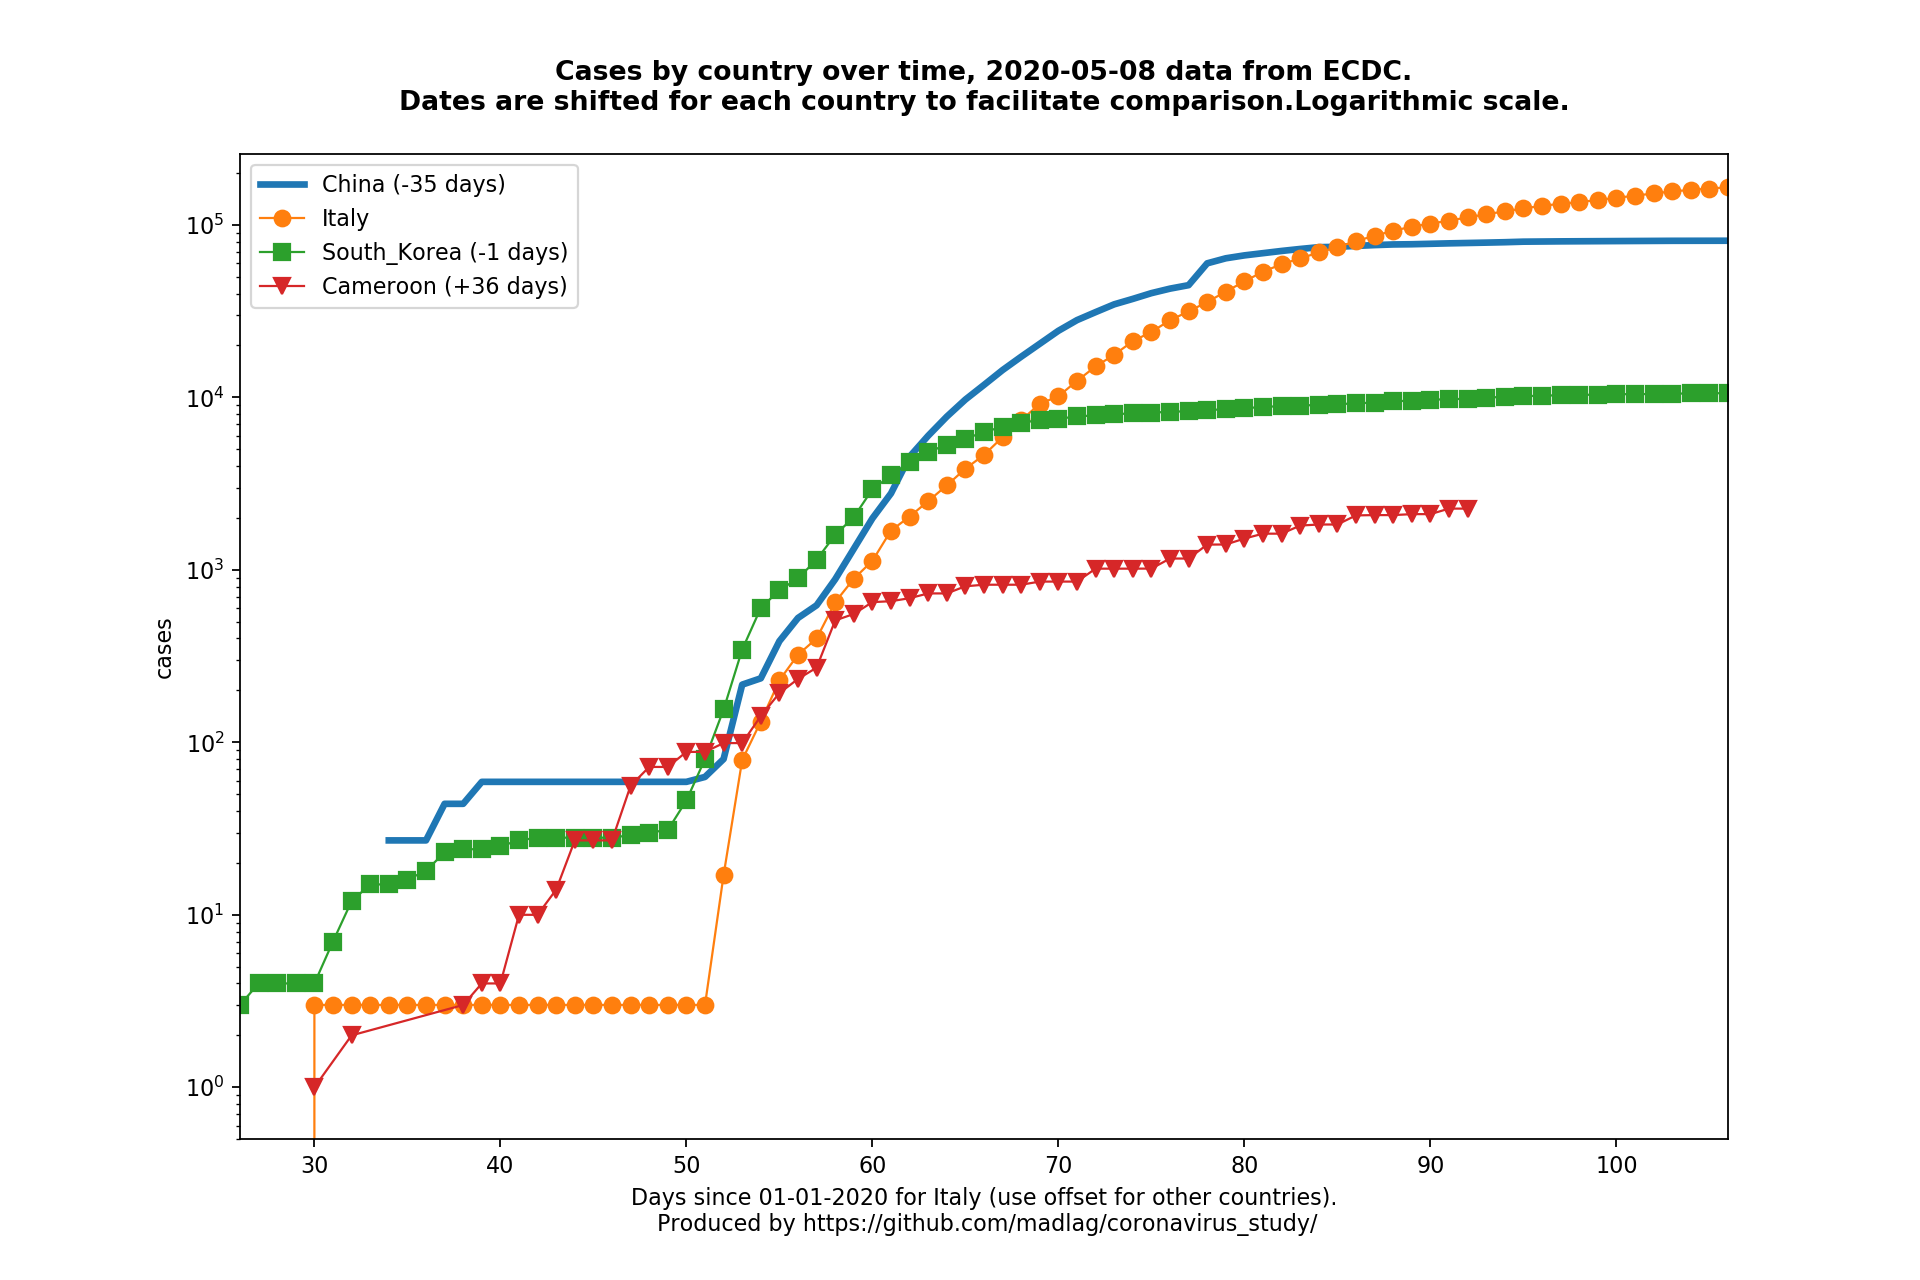 Cases by country over time, 2020-05-08 data from ECDC.
Dates are shifted for each country to facilitate comparison.Logarithmic scale.
China (-35 days)
Italy
South_Korea (-1 days)
Cameroon (+36 days)
10^5
10^4
10^3
10^2
10^1
10^0
cases
30 40 50 60 70 80 90 100
Days since 01-01-2020 for Italy (use offset for other countries).
Produced by https://github.com/madlag/coronavirus_study/